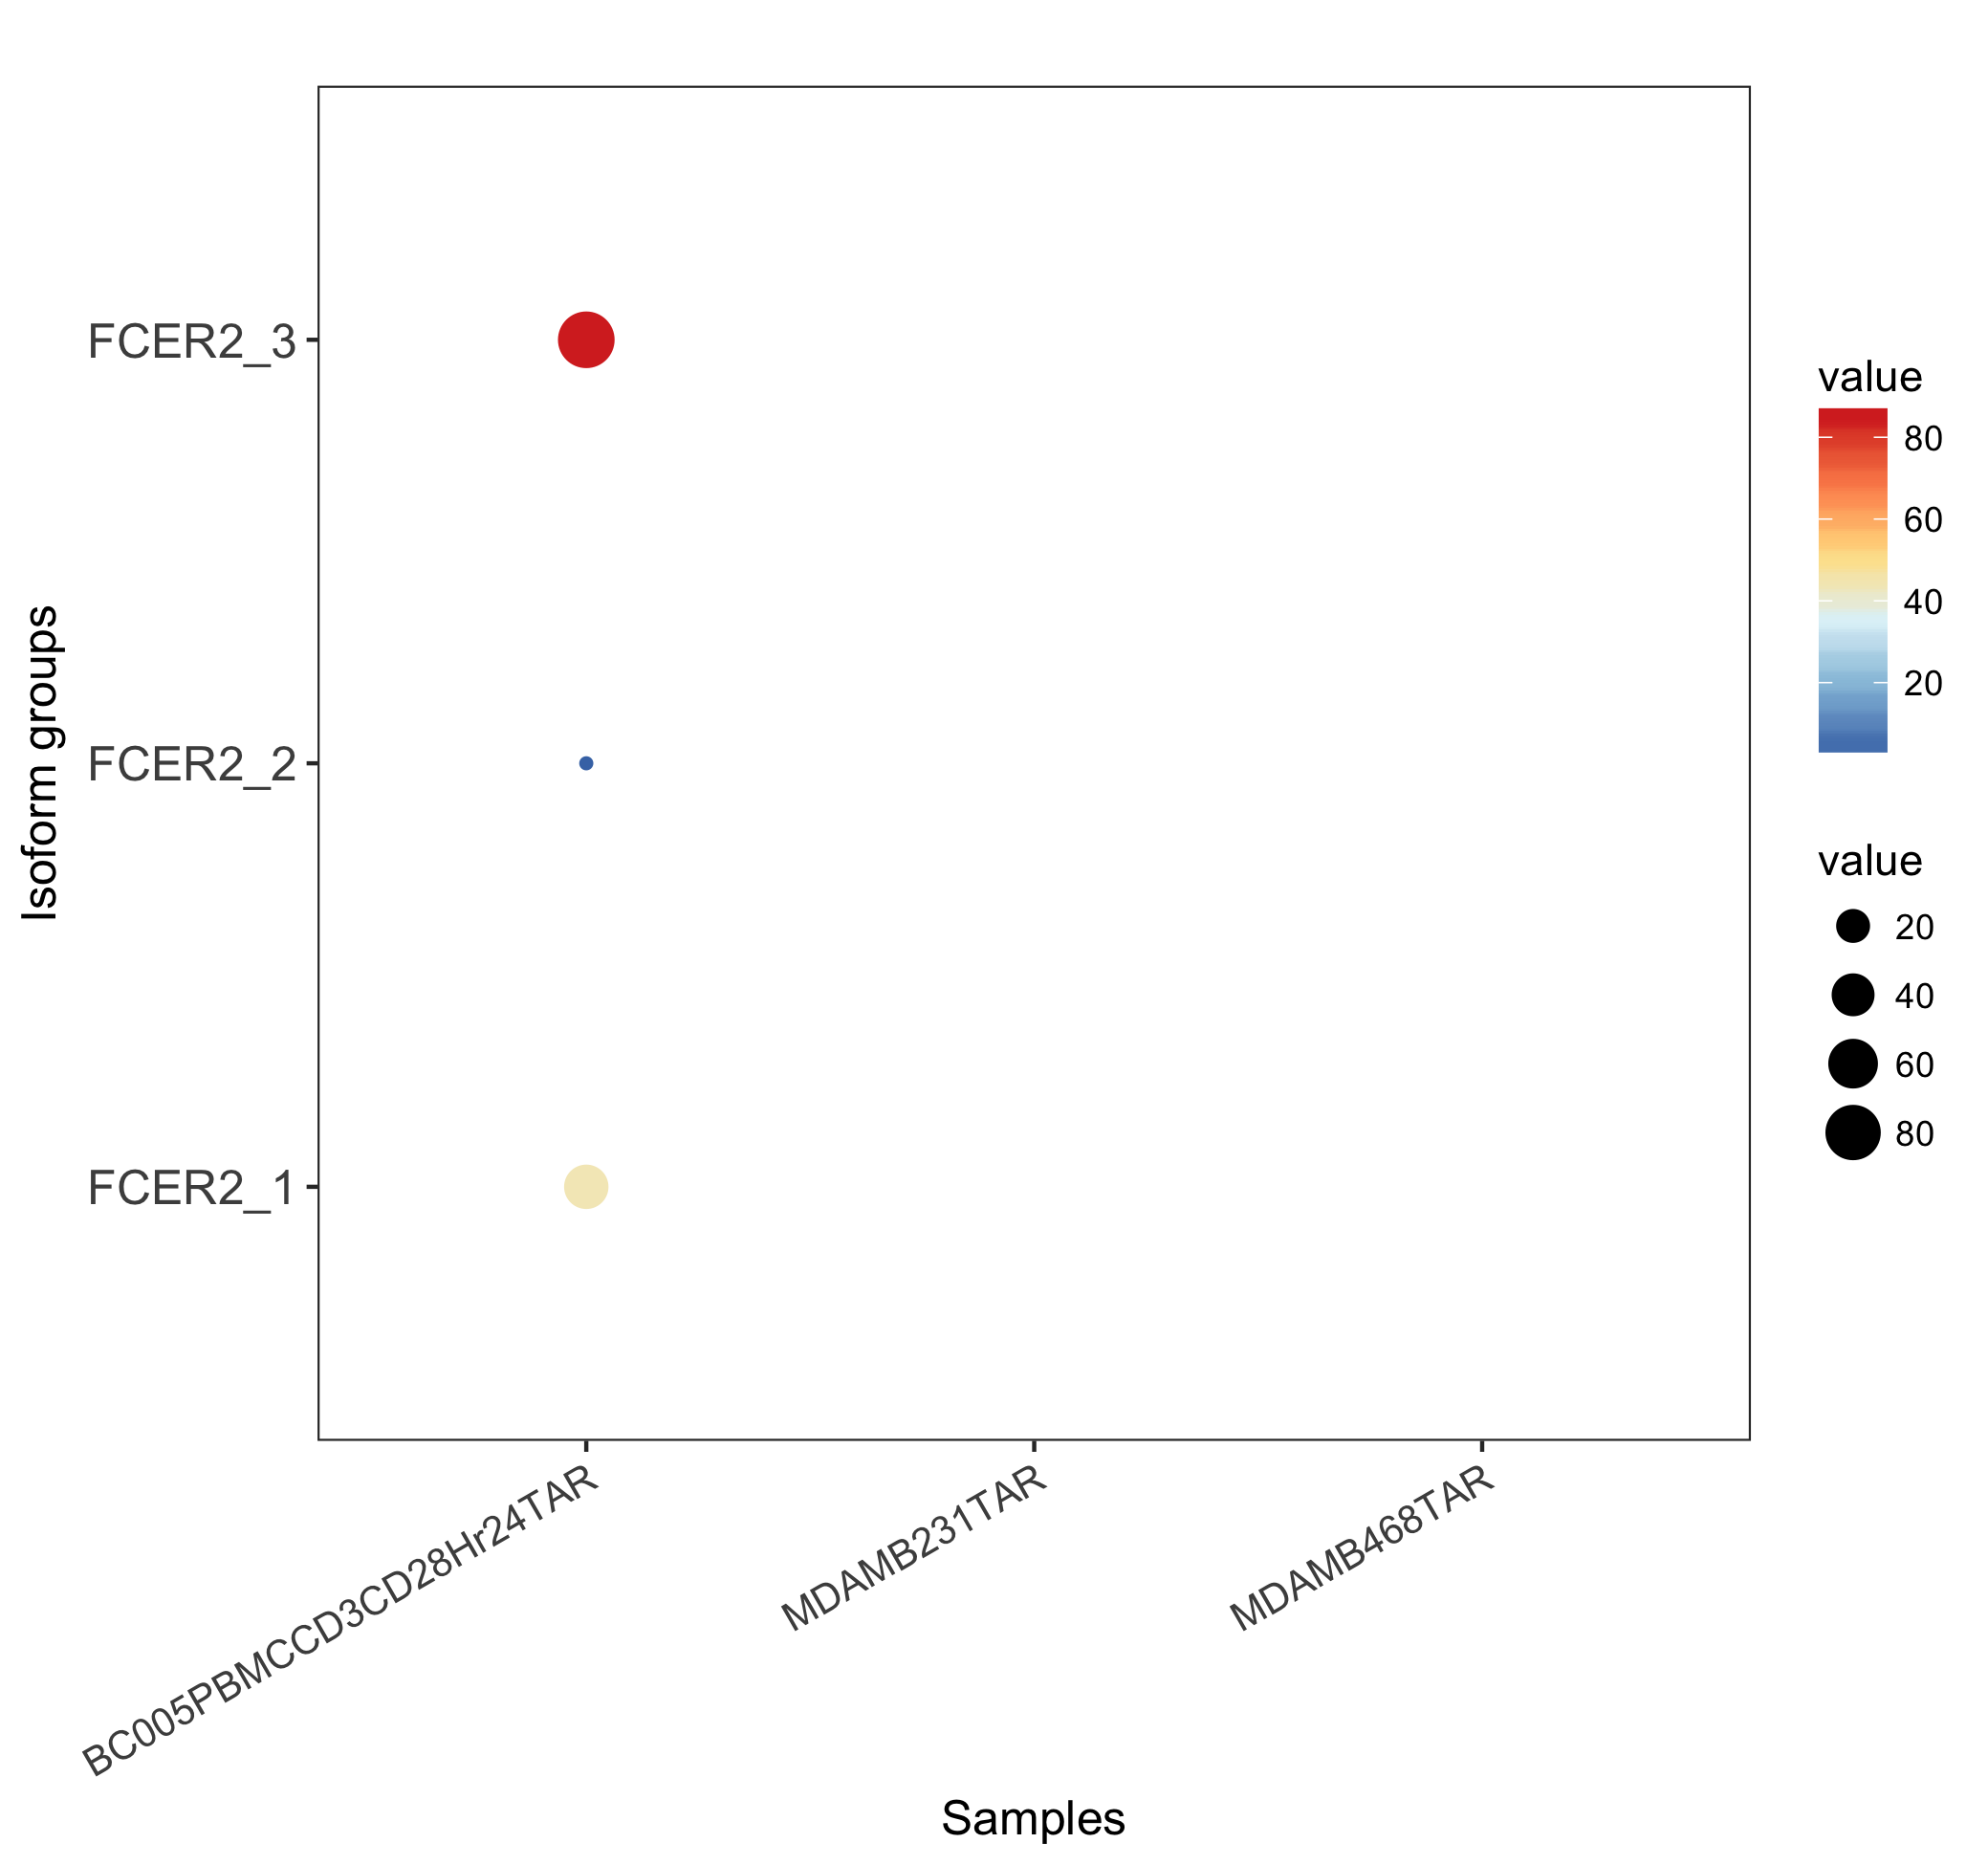 Isoform groups
FCER2_3
FCER2_2
FCER2_1
BC005PBMCCD3CD28Hr24TAR
MDAMB231TAR
MDAMB468TAR
Samples
value
80
60
40
20
value
20
40
60
80